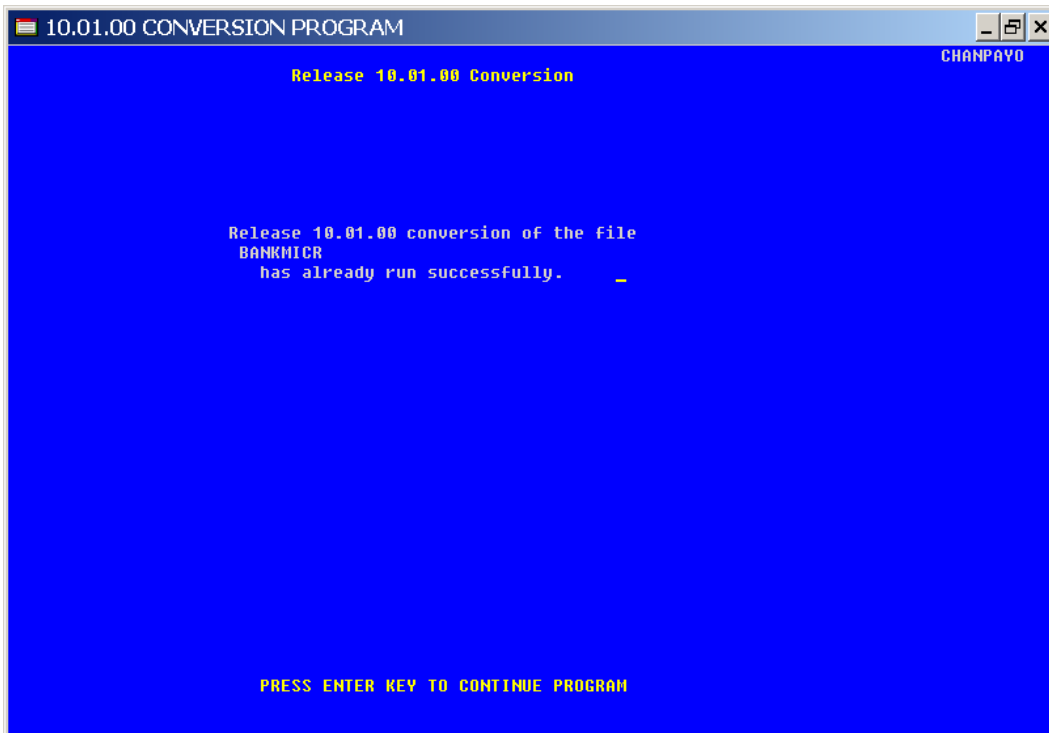 10.01.00 CONVERSION PROGRAM
CHANPAYO
Release 10.01.00 Conversion
Release 10.01.00 conversion of the file
BANKMICR
has already run successfully.
PRESS ENTER KEY TO CONTINUE PROGRAM